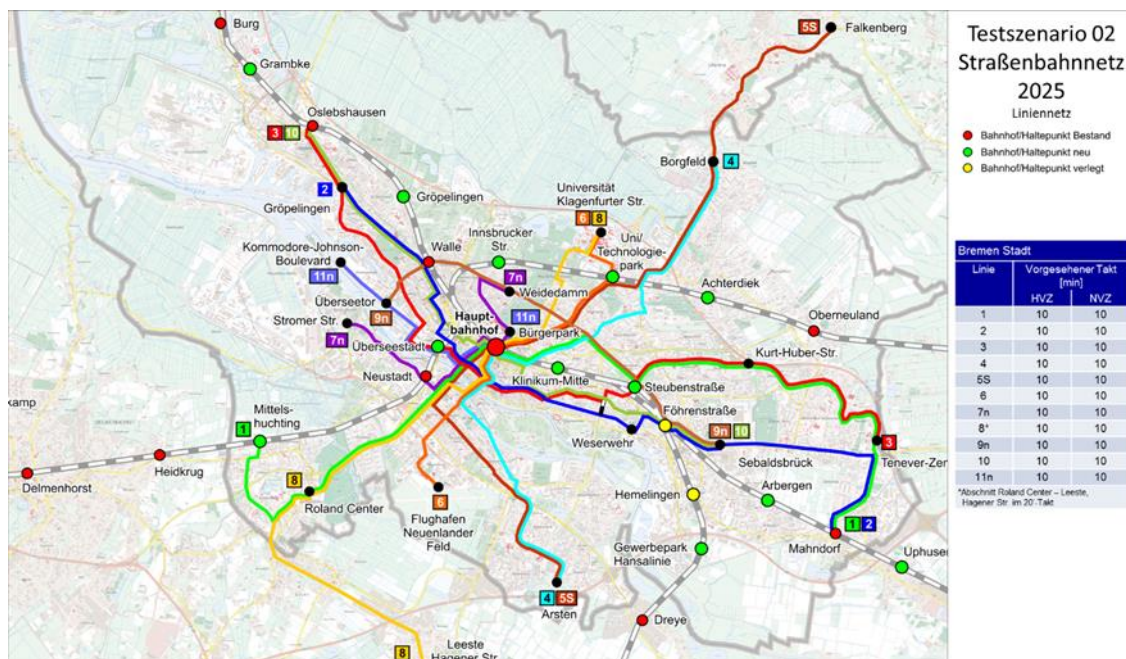 Burg
Grambke
Oslebshausen
3 10
2
Gröpelingen
Gröpelingen
Kommodore-Johnson-
Boulevard
11n
Walle
Innsbrucker
Str.
Universität
Klagenfurter Str.
6 8
Uni/
Technologie-
park
5S
Falkenberg
Borgfeld
4
Überseetor
9n
Stromer Str.
7n
7n
Weidedamm
Haupt-
bahnhof
11n
Bürgerpark
Überseestadt
Neustadt
Achterdiek
Oberneuland
Kurt-Huber-Str.
Klinikum-Mitte
Steubenstraße
Föhrenstraße
Weserwehr
9n 10
Sebaldsbrück
3
Tenever-Zen
Mittels-
huchting
1
kamp
Heidkrug
Delmenhorst
8
Roland Center
6
Flughafen
Neuenlander
Feld
Hemelingen
Arbergen
1 2
Mahndorf
Uphuser
Gewerbepark
Hansalinie
4 5S
Arsten
Dreye
8
Leeste
Hagener Str.
Testszenario 02
Straßenbahnnetz
2025
Liniennetz
Bahnhof/Haltepunkt Bestand
Bahnhof/Haltepunkt neu
Bahnhof/Haltepunkt verlegt
Bremen Stadt
Linie Vorgesehener Takt
[min]
HVZ NVZ
1 10 10
2 10 10
3 10 10
4 10 10
5S 10 10
6 10 10
7n 10 10
8* 10 10
9n 10 10
10 10 10
11n 10 10
*Abschnitt Roland Center – Leeste,
Hagener Str. im 20'-Takt